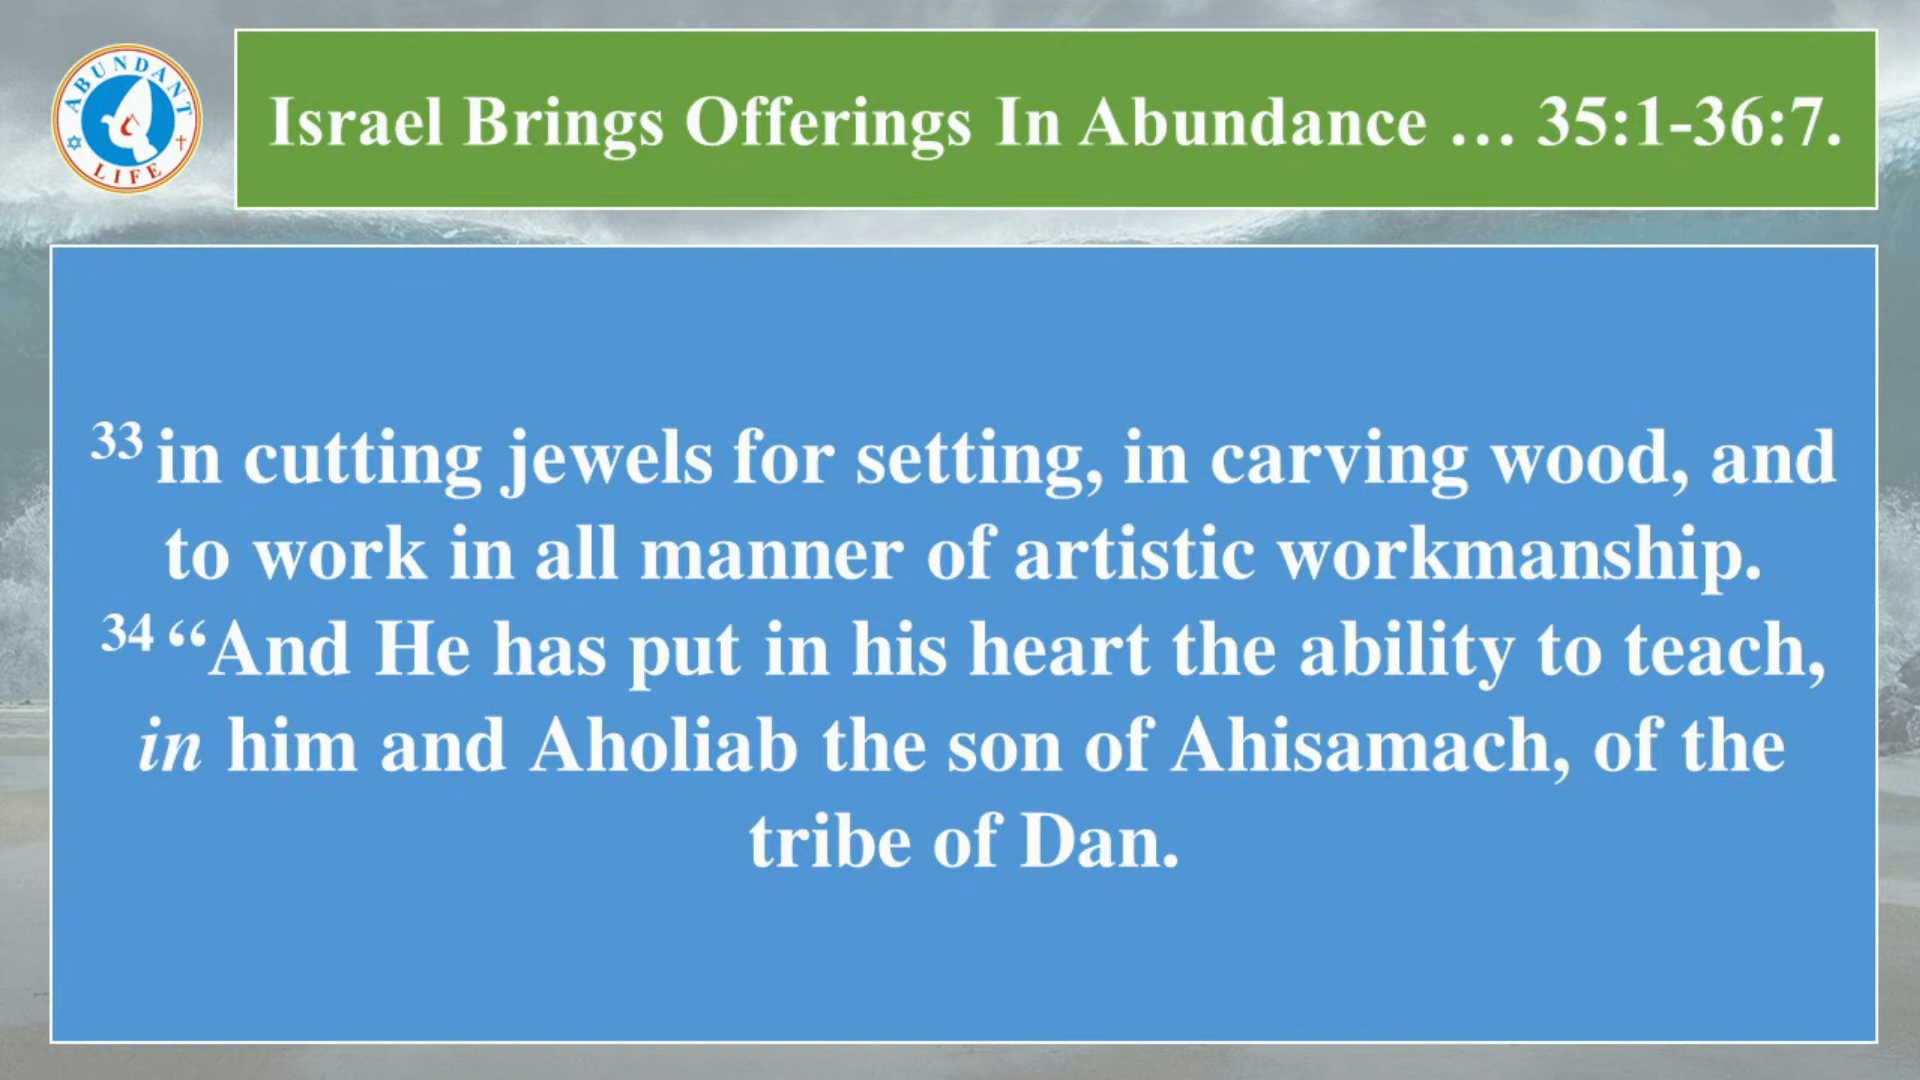 ABUNDANT
LIFE
Israel Brings Offerings In Abundance … 35:1-36:7.
33 in cutting jewels for setting, in carving wood, and
to work in all manner of artistic workmanship.
34 “And He has put in his heart the ability to teach,
in him and Aholiab the son of Ahisamach, of the
tribe of Dan.